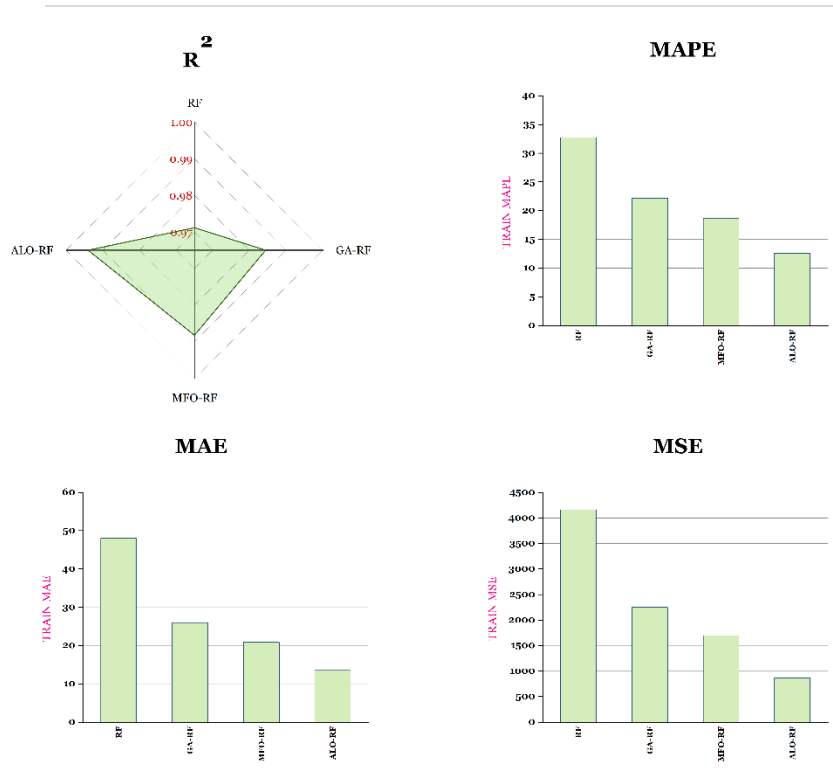 R²
RF
1.00
0.99
0.98
0.97
ALO-RF
GA-RF
MFO-RF
MAPE
TRAIN MAPL
40
35
30
25
20
15
10
5
0
RF
GA-RF
MFO-RF
ALO-RF
MAE
TRAIN MAE
60
50
40
30
20
10
0
RF
GA-RF
MFO-RF
ALO-RF
MSE
TRAIN MSE
4500
4000
3500
3000
2500
2000
1500
1000
500
0
RF
GA-RF
MFO-RF
ALO-RF